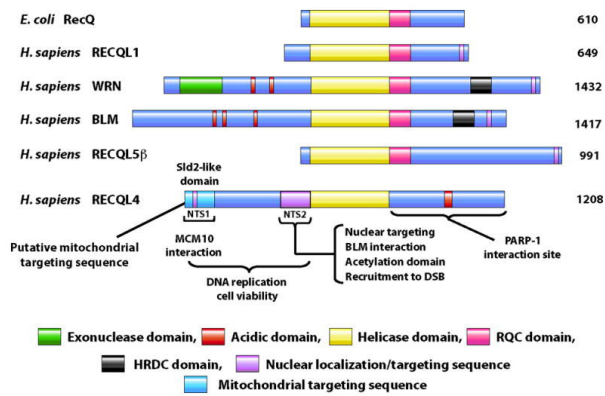 E. coli RecQ 610
H. sapiens RECQL1 649
H. sapiens WRN 1432
H. sapiens BLM 1417
H. sapiens RECQL5β 991
Sld2-like
domain
H. sapiens RECQL4 1208
NTS1 NTS2
Putative mitochondrial
targeting sequence
MCM10
interaction
DNA replication
cell viability
Nuclear targeting
BLM interaction
Acetylation domain
Recruitment to DSB
PARP-1
interaction site
Exonuclease domain, Acidic domain, Helicase domain, RQC domain,
HRDC domain, Nuclear localization/targeting sequence
Mitochondrial targeting sequence